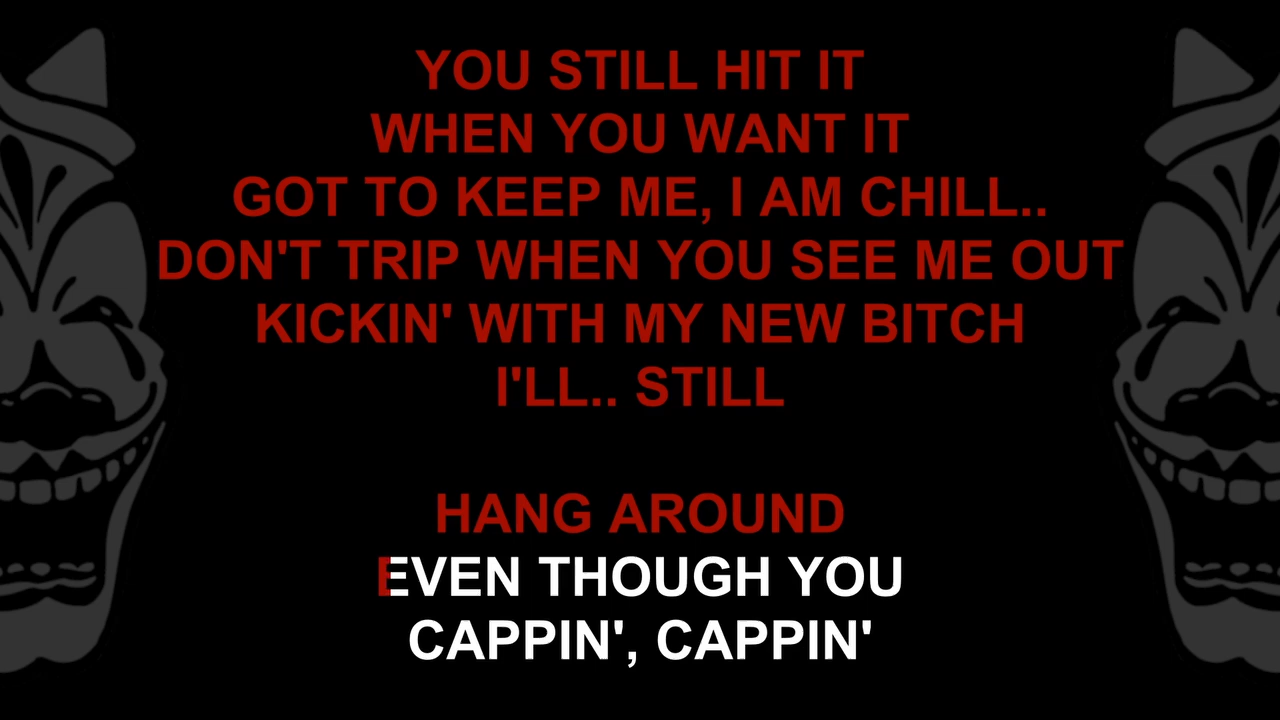 YOU STILL HIT IT
WHEN YOU WANT IT
GOT TO KEEP ME, I AM CHILL..
DON'T TRIP WHEN YOU SEE ME OUT
KICKIN' WITH MY NEW BITCH
I'LL.. STILL
HANG AROUND
EVEN THOUGH YOU
CAPPIN', CAPPIN'